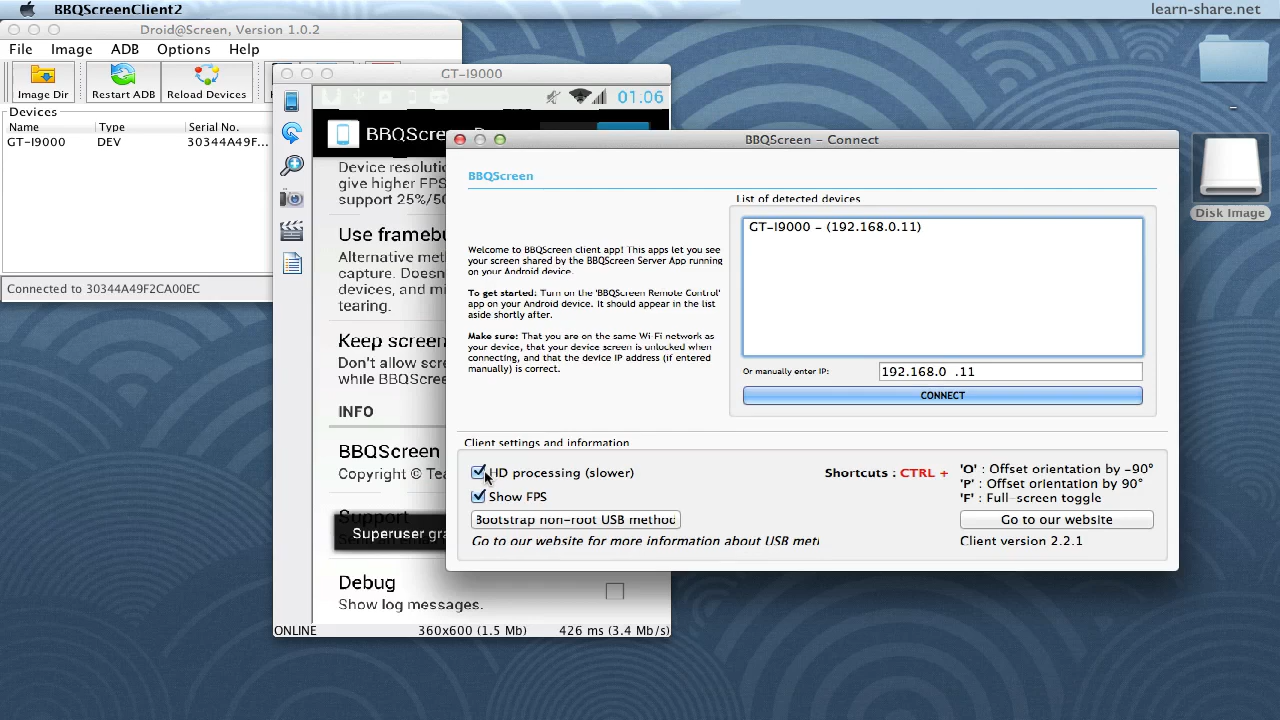 BBQScreenClient2
learn-share.net
Droid@Screen, Version 1.0.2
File Image ADB Options Help
Image Dir Restart ADB Reload Devices
Devices
Name Type Serial No.
GT-I9000 DEV 30344A49F...
Connected to 30344A49F2CA00EC
GT-I9000
01.06
BBQScre
Device resolutio
give higher FPS
support 25%/50
Use framebu
Alternative met
capture. Doesn
devices, and mi
tearing.
Keep screen
Don't allow scre
while BBQScree
INFO
BBQScreen
Copyright © Tea
Support
Superuser gra
Debug
Show log messages.
ONLINE 360x600 (1.5 Mb) 426 ms (3.4 Mb/s)
BBQScreen – Connect
BBQScreen
Welcome to BBQScreen client app! This apps let you see
your screen shared by the BBQScreen Server App running
on your Android device.
To get started: Turn on the 'BBQScreen Remote Control'
app on your Android device. It should appear in the list
aside shortly after.
Make sure: That you are on the same Wi-Fi network as
your device, that your device screen is unlocked when
connecting, and that the device IP address (if entered
manually) is correct.
List of detected devices
GT-I9000 - (192.168.0.11)
Or manually enter IP: 192.168.0 .11
CONNECT
Client settings and information
HD processing (slower)
Show FPS
Bootstrap non-root USB method
Go to our website for more information about USB metl
Shortcuts : CTRL +
'O' : Offset orientation by -90°
'P' : Offset orientation by 90°
'F' : Full-screen toggle
Go to our website
Client version 2.2.1
Disk Image